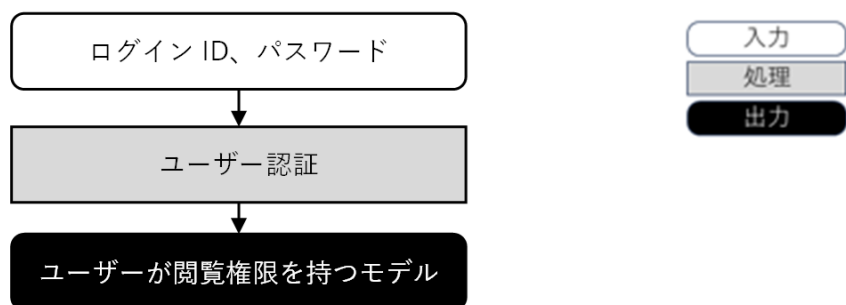 ログイン ID、パスワード
ユーザー認証
ユーザーが閲覧権限を持つモデル
入力
処理
出力